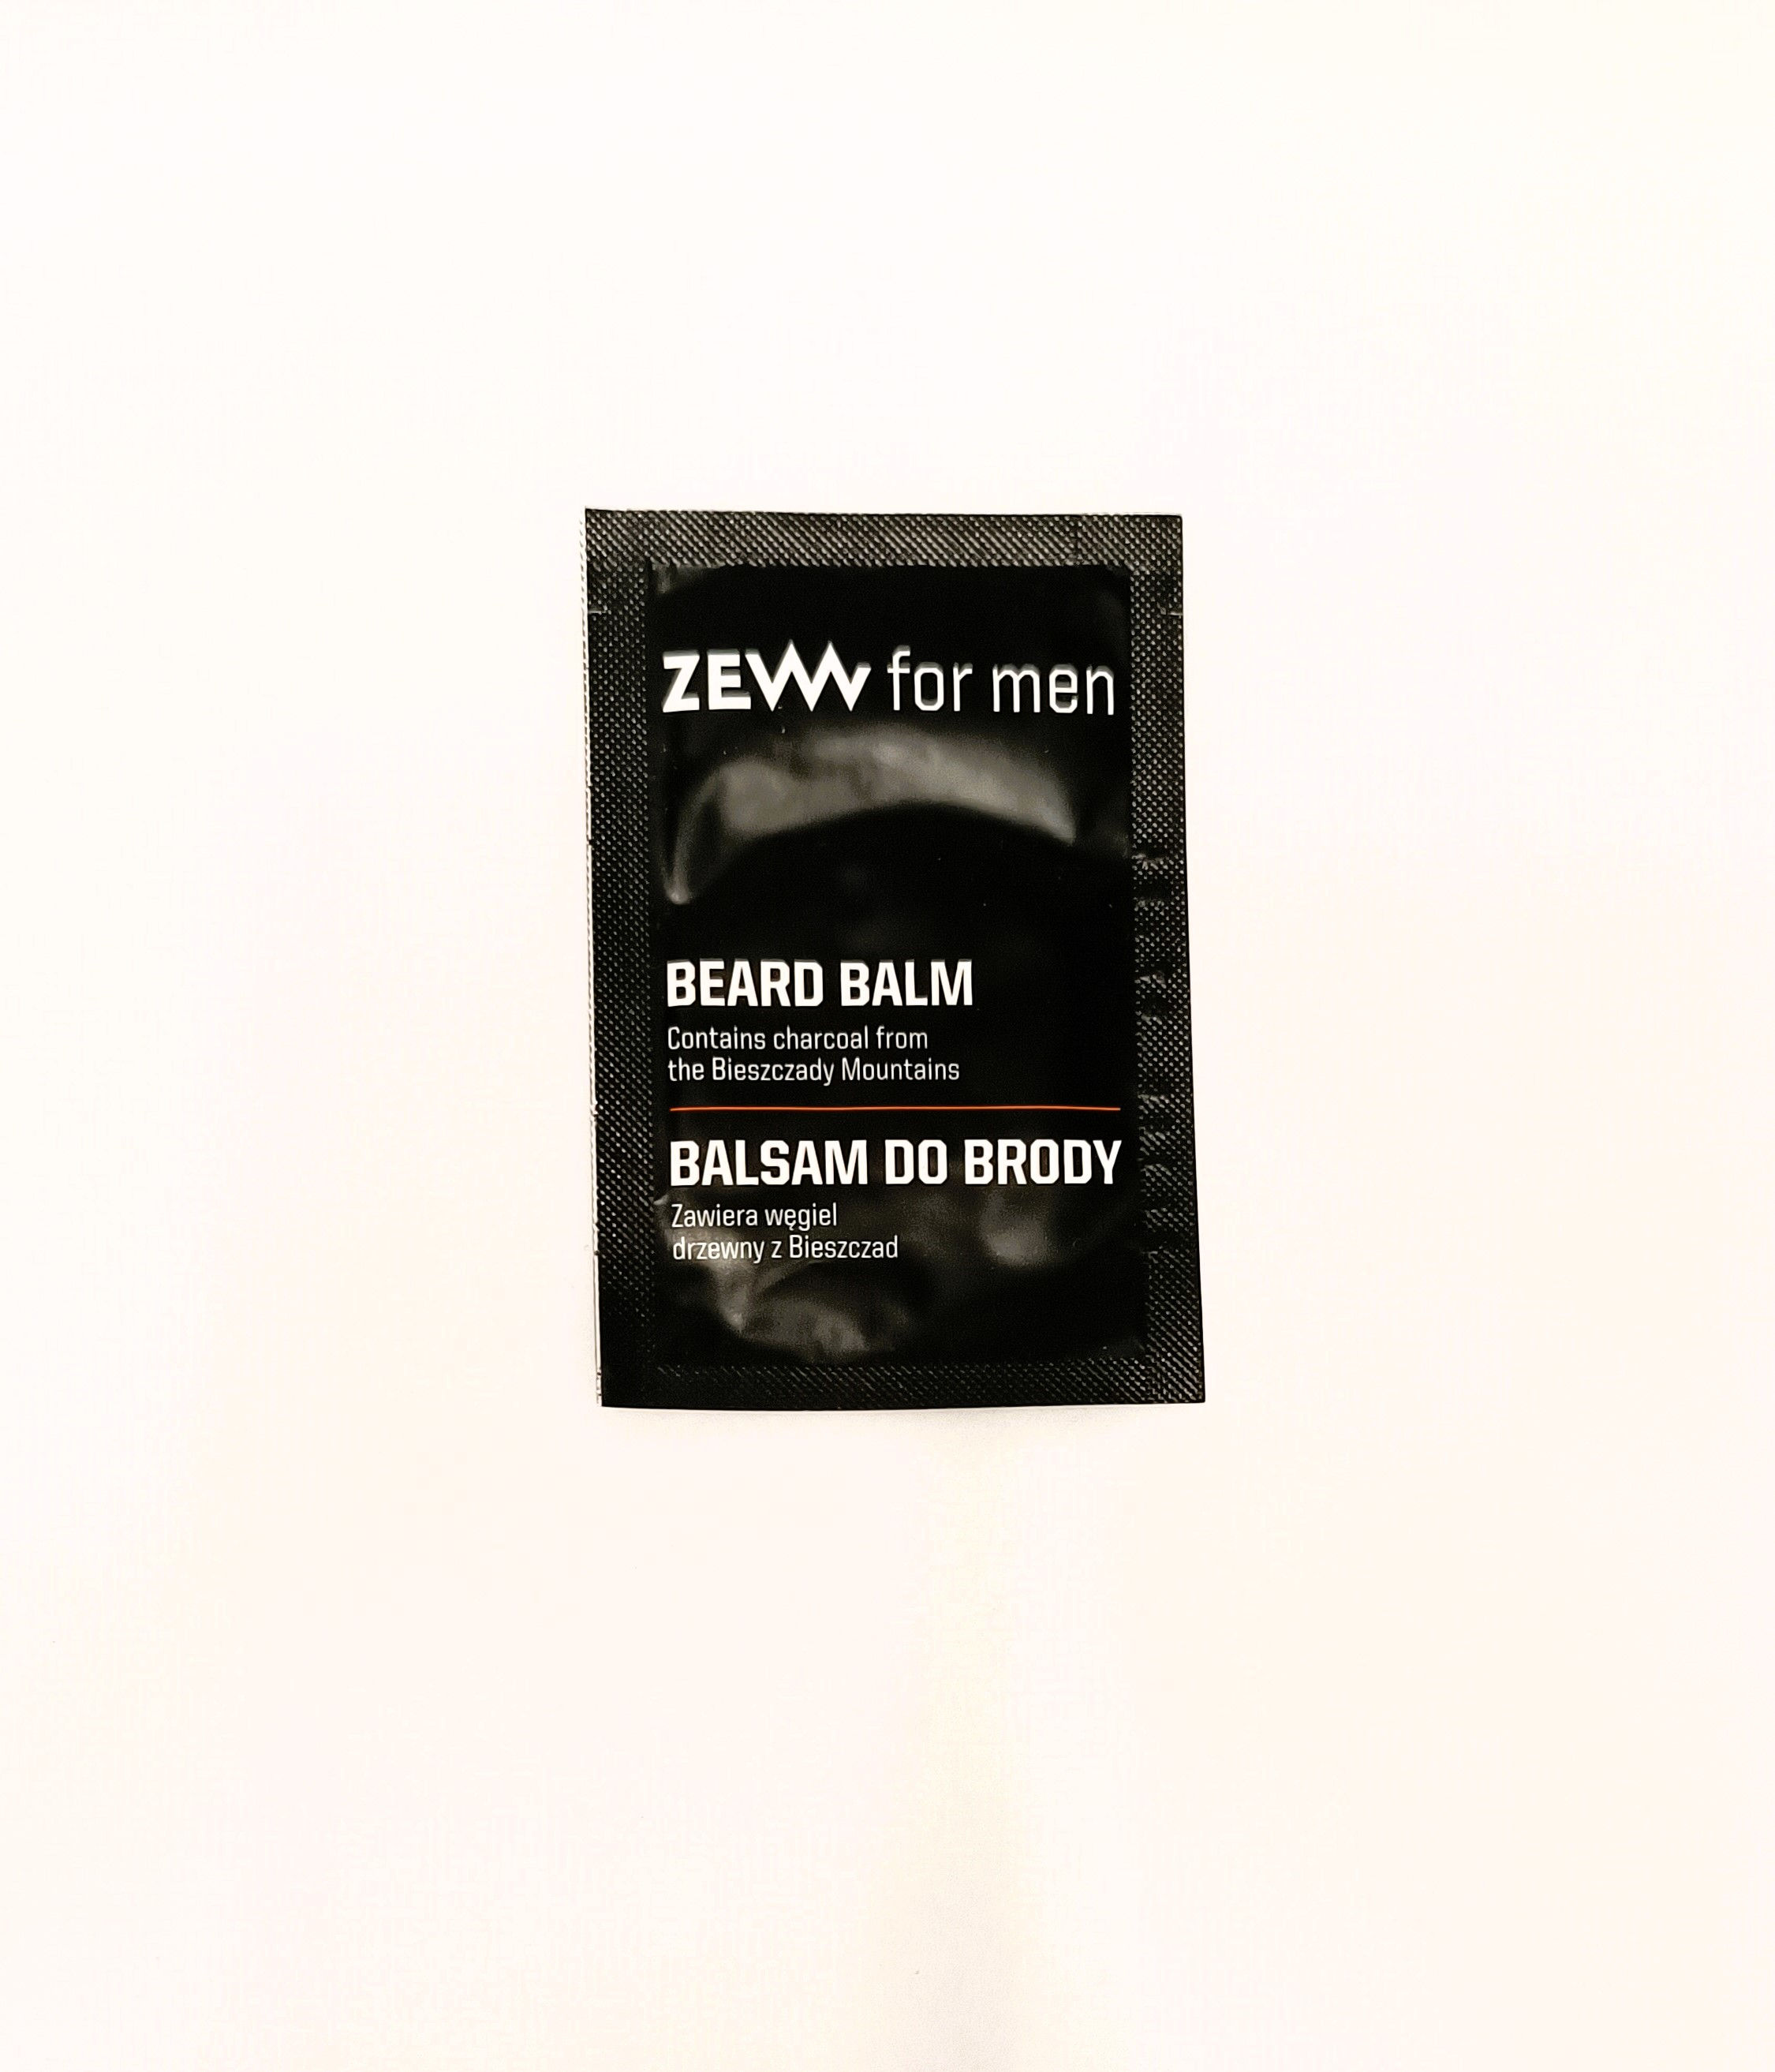 ZEW for men
BEARD BALM
Contains charcoal from
the Bieszczady Mountains
BALSAM DO BRODY
Zawiera węgiel
drzewny z Bieszczad